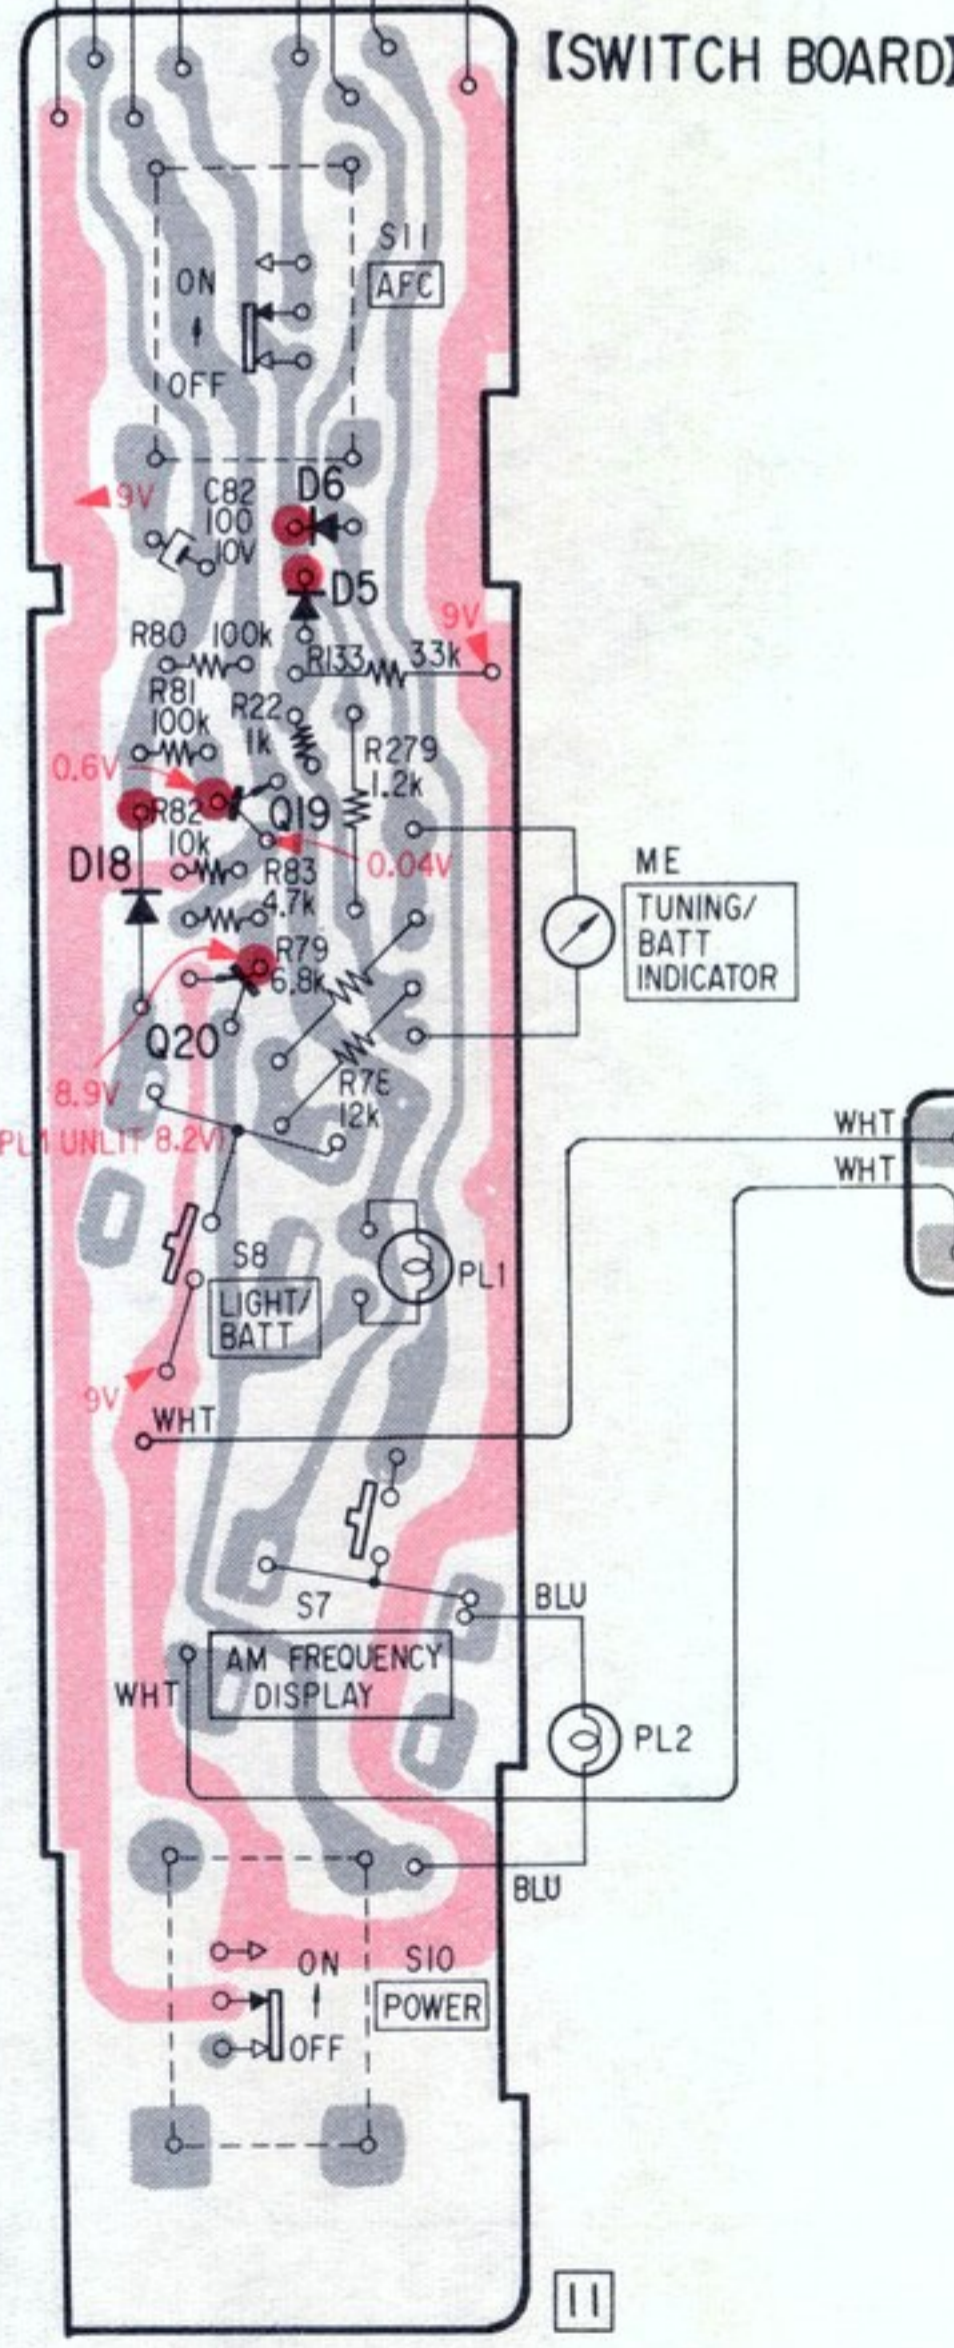 【SWITCH BOARD】
S11
AFC
ON
OFF
9V
C82
100
10V
D6
D5
9V
R80 100k
R133 33k
R81
100k
R22
1k
R279
1.2k
0.6V
R82
10k
Q19
D18
0.04V
R83
4.7k
ME
TUNING/
BATT
INDICATOR
R79
6.8k
Q20
8.9V
R78
12k
PL1 UNLIT 8.2V)
WHT
WHT
S8
LIGHT/
BATT
PL1
9V
WHT
S7
BLU
AM FREQUENCY
DISPLAY
WHT
PL2
BLU
ON
OFF
S10
POWER
11